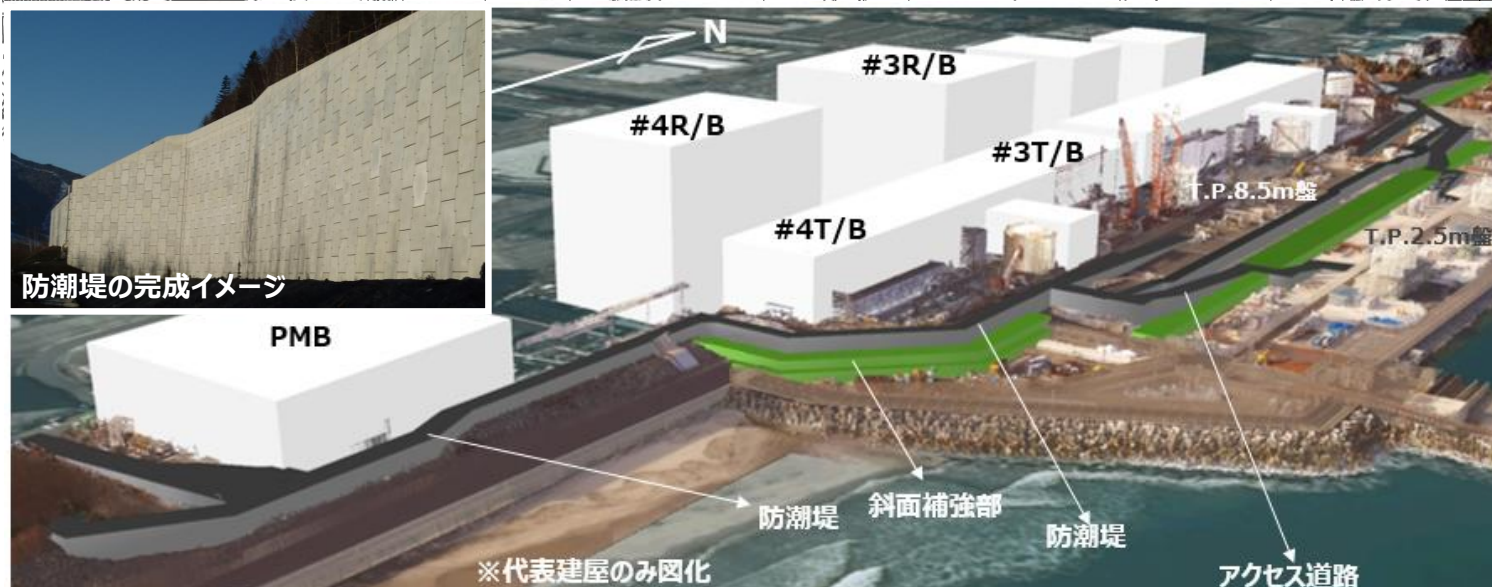 N
#3R/B
#4R/B
#3T/B
T.P.8.5m盤
#4T/B
T.P.2.5m盤
防潮堤の完成イメージ
PMB
防潮堤
斜面補強部
防潮堤
※代表建屋のみ図化
アクセス道路